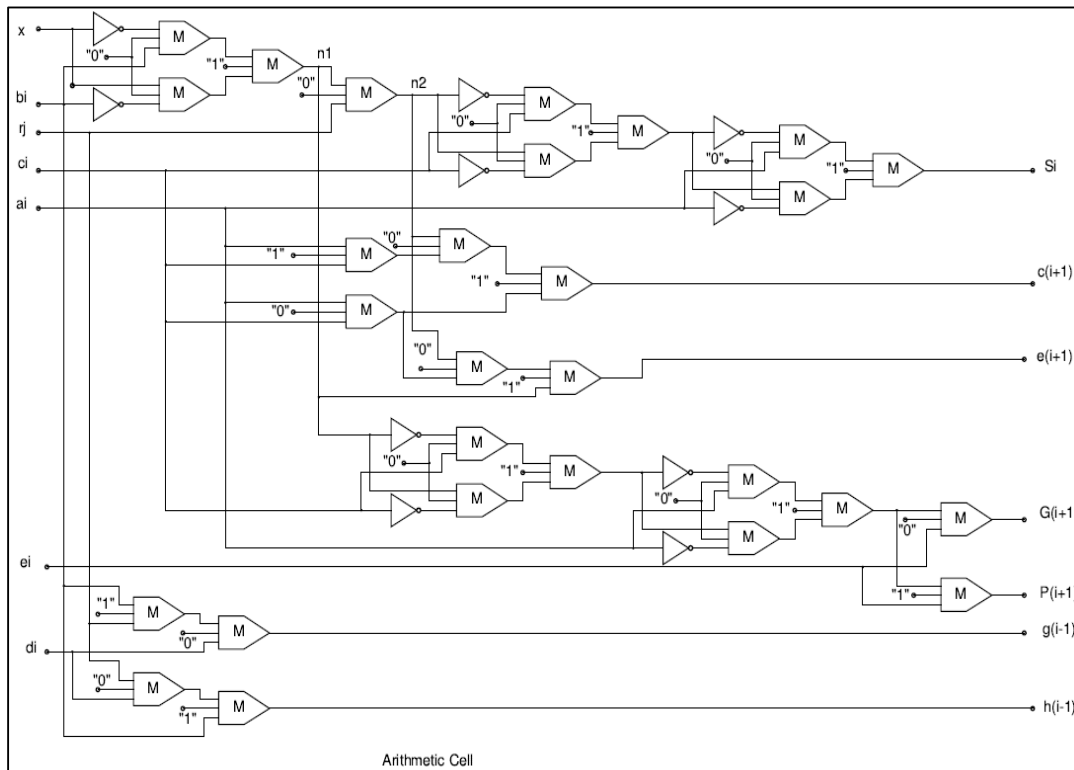 x
M
"0"
n1
M
"1"
M
n2
bi
"0"
M
M
rj
"0"
M
"1"
M
M
ci
"0"
M
"1"
M
Si
ai
M
"0"
M
"1"
M
c(i+1)
"1"
M
"0"
M
"0"
M
e(i+1)
"0"
M
"1"
M
M
"0"
M
"1"
M
M
"0"
M
"1"
M
M
G(i+1
"0"
ei
M
P(i+1)
"1"
"1"
M
M
g(i-1)
"0"
di
"0"
M
M
h(i-1)
"1"
Arithmetic Cell